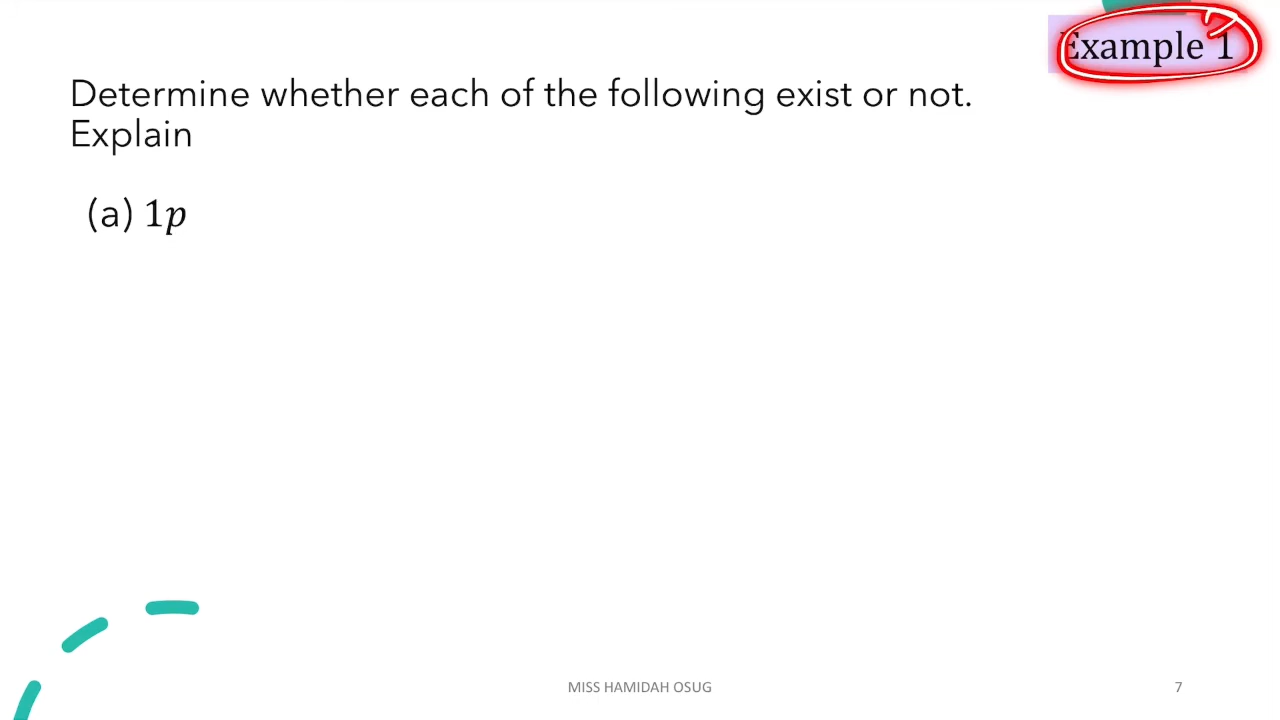 Example 1
Determine whether each of the following exist or not.
Explain
(a) 1p
MISS HAMIDAH OSUG
7